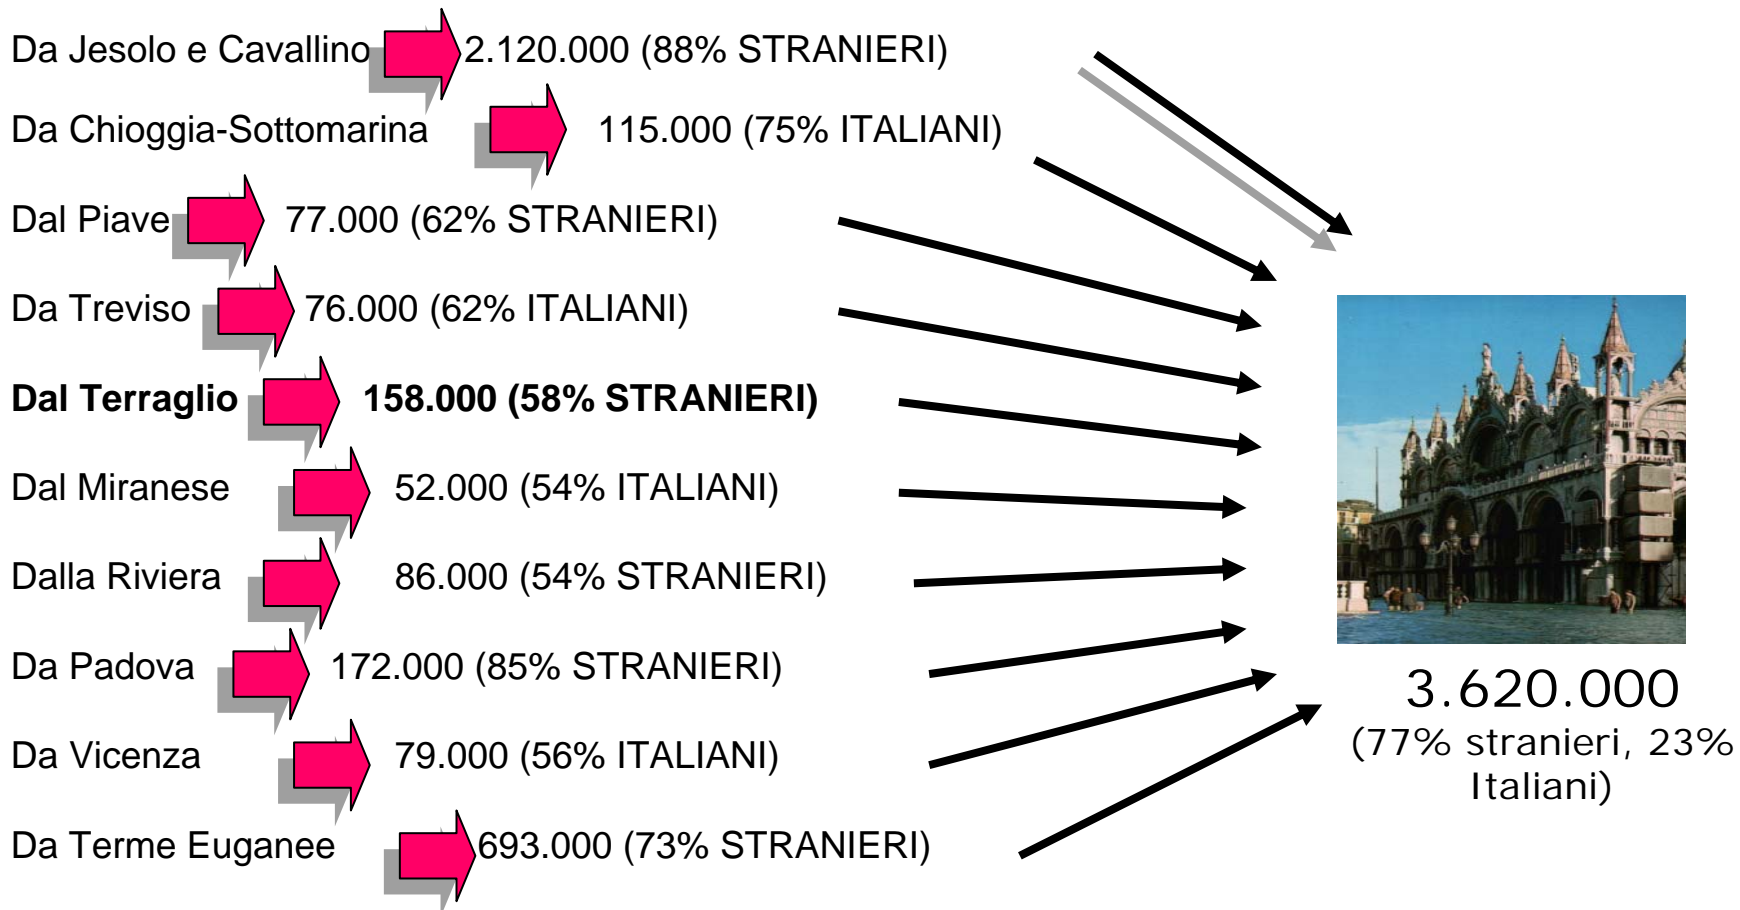 Da Jesolo e Cavallino 2.120.000 (88% STRANIERI)
Da Chioggia-Sottomarina 115.000 (75% ITALIANI)
Dal Piave 77.000 (62% STRANIERI)
Da Treviso 76.000 (62% ITALIANI)
Dal Terraglio 158.000 (58% STRANIERI)
Dal Miranese 52.000 (54% ITALIANI)
Dalla Riviera 86.000 (54% STRANIERI)
Da Padova 172.000 (85% STRANIERI)
Da Vicenza 79.000 (56% ITALIANI)
Da Terme Euganee 693.000 (73% STRANIERI)
3.620.000
(77% stranieri, 23%
Italiani)